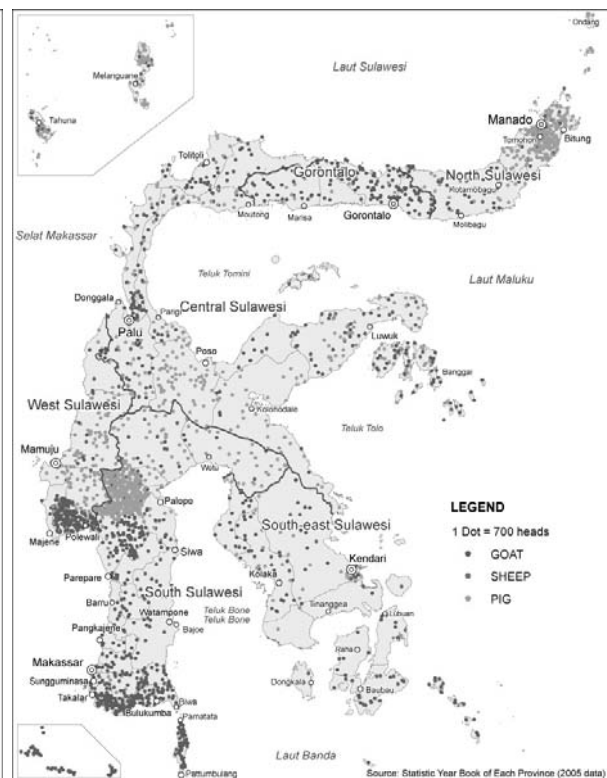 Ondang
Melanguane
Tahuna
Laut Sulawesi
Manado
Tomohon
Bitung
Tolitoli
Gorontalo
North Sulawesi
Kotamobagu
Moutong
Marisa
Gorontalo
Molibagu
Selat Makassar
Teluk Tomini
Laut Maluku
Donggala
Parigi
Central Sulawesi
Palu
Luwuk
Poso
Banggai
West Sulawesi
Kolonodale
Teluk Tolo
Mamuju
Wotu
LEGEND
Palopo
1 Dot = 700 heads
South-east Sulawesi
GOAT
Polewali
Majene
Siwa
Kendari
SHEEP
Parepare
Kolaka
South Sulawesi
PIG
Barru
Watampone
Teluk Bone
Tinanggea
Bajoe
Teluk Bone
Pangkajene
Raha
Makassar
Dongkala
Sungguminasa
Baubau
Takalar
Bulukumba
Biwa
Pamatata
Pattumbulang
Laut Banda
Source: Statistic Year Book of Each Province (2005 data)